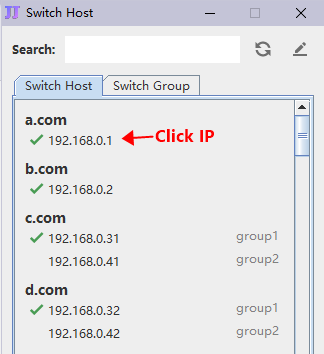 Switch Host
Search:
Switch Host Switch Group
a.com
192.168.0.1
Click IP
b.com
192.168.0.2
c.com
192.168.0.31 group1
192.168.0.41 group2
d.com
192.168.0.32 group1
192.168.0.42 group2